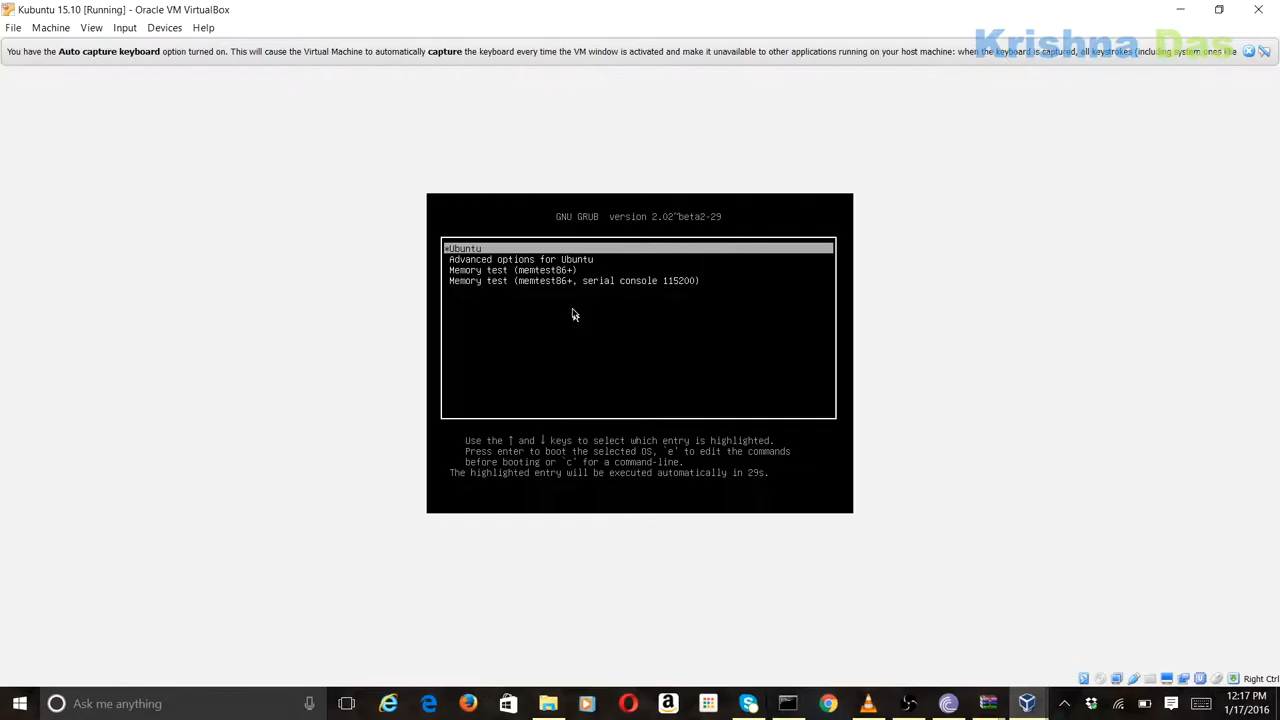 Kubuntu 15.10 [Running] - Oracle VM VirtualBox
File Machine View Input Devices Help
You have the Auto capture keyboard option turned on. This will cause the Virtual Machine to automatically capture the keyboard every time the VM window is activated and make it unavailable to other applications running on your host machine: when the keyboard is captured, all keystrokes (including system ones like
Krishna Das
GNU GRUB version 2.02~beta2-29
*Ubuntu
Advanced options for Ubuntu
Memory test (memtest86+)
Memory test (memtest86+, serial console 115200)
Use the ↑ and ↓ keys to select which entry is highlighted.
Press enter to boot the selected OS, `e' to edit the commands
before booting or `c' for a command-line.
The highlighted entry will be executed automatically in 29s.
Right Ctrl
Ask me anything
12:17 PM
1/17/2016